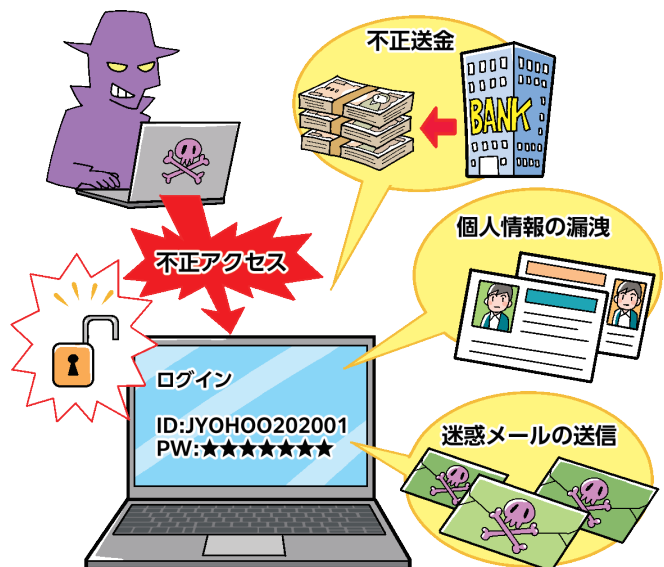 不正送金
BANK
個人情報の漏洩
不正アクセス
ログイン
ID:JYOHOO202001
PW:★★★★★★★
迷惑メールの送信